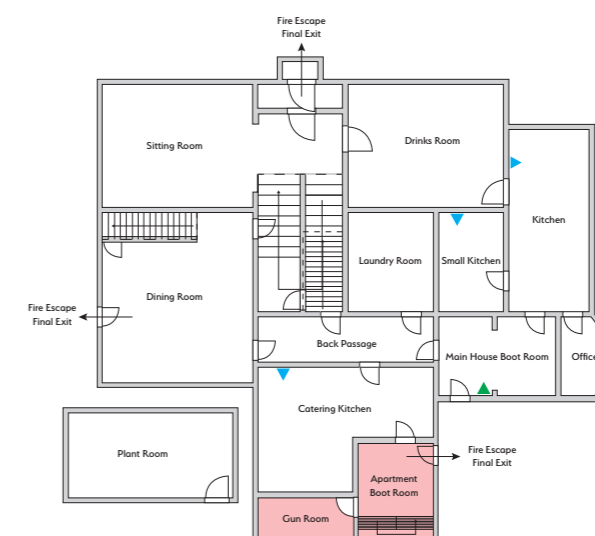 Fire Escape
Final Exit
Sitting Room
Drinks Room
Kitchen
Laundry Room
Small Kitchen
Dining Room
Fire Escape
Final Exit
Back Passage
Main House Boot Room
Office
Catering Kitchen
Plant Room
Fire Escape
Final Exit
Apartment
Boot Room
Gun Room